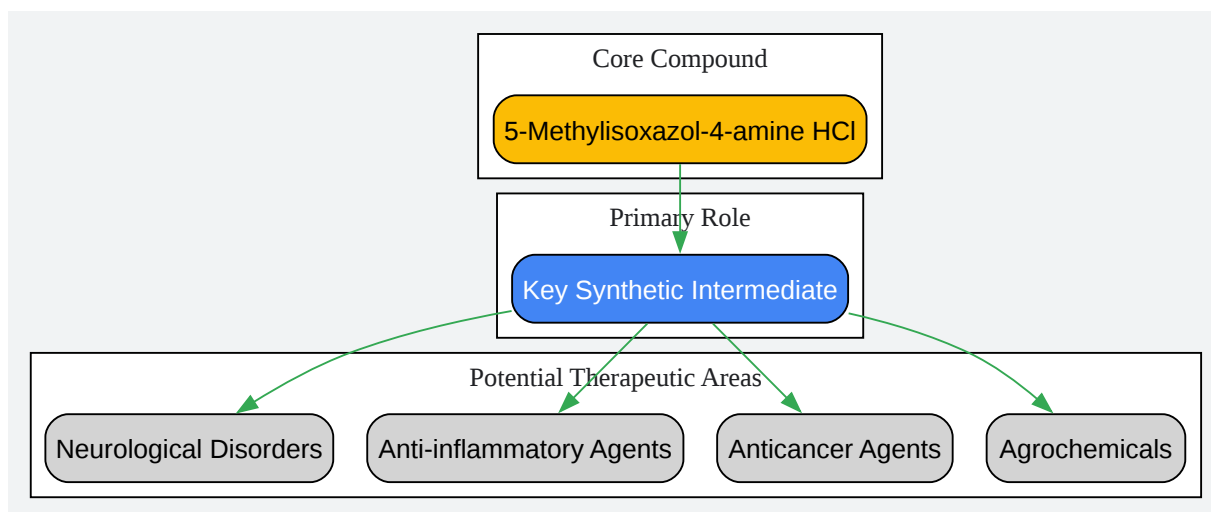 Core Compound
5-Methylisoxazol-4-amine HCl
Primary Role
Key Synthetic Intermediate
Potential Therapeutic Areas
Neurological Disorders
Anti-inflammatory Agents
Anticancer Agents
Agrochemicals